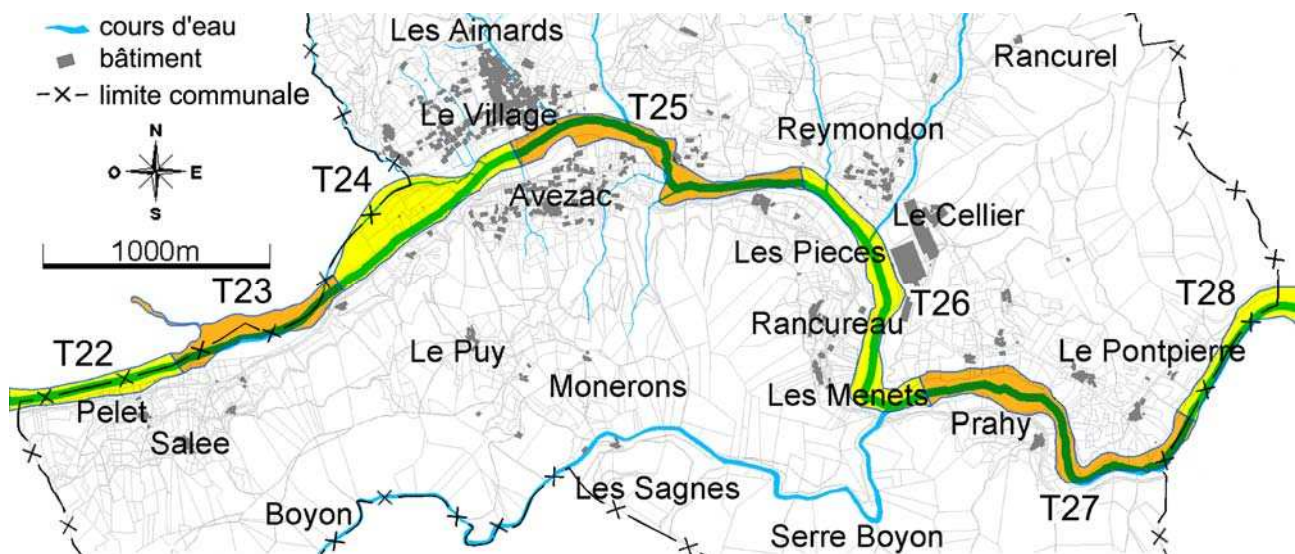 cours d'eau
bâtiment
limite communale
N
O E
S
1000m
Les Aimards
Le Village
Rancurel
T25
Reymondon
T24
Avezac
Le Cellier
Les Pieces
T23
T26
T28
Rancureau
T22
Le Puy
Le Pontpierre
Monerons
Les Menets
Pelet
Prahy
Salee
Les Sagnes
T27
Boyon
Serre Boyon